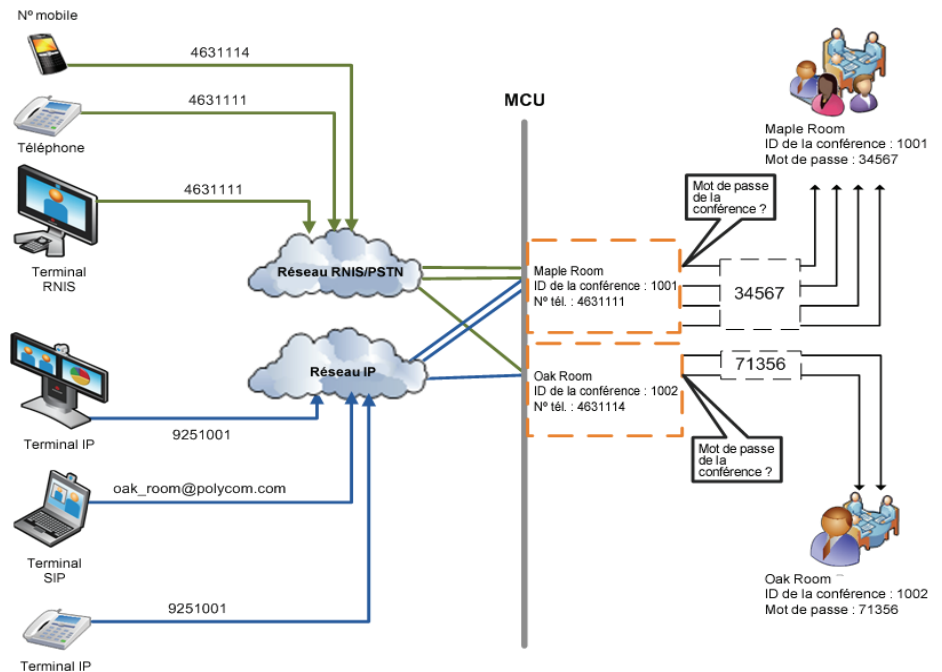 Nº mobile
4631114
4631111
Téléphone
4631111
Terminal
RNIS
Réseau RNIS/PSTN
Réseau IP
Terminal IP
9251001
oak_room@polycom.com
Terminal
SIP
9251001
Terminal IP
MCU
Maple Room
ID de la conférence : 1001
Nº tél. : 4631111
Oak Room
ID de la conférence : 1002
Nº tél. : 4631114
Mot de passe
de la
conférence ?
34567
71356
Mot de passe
de la
conférence ?
Maple Room
ID de la conférence : 1001
Mot de passe : 34567
Oak Room
ID de la conférence : 1002
Mot de passe : 71356